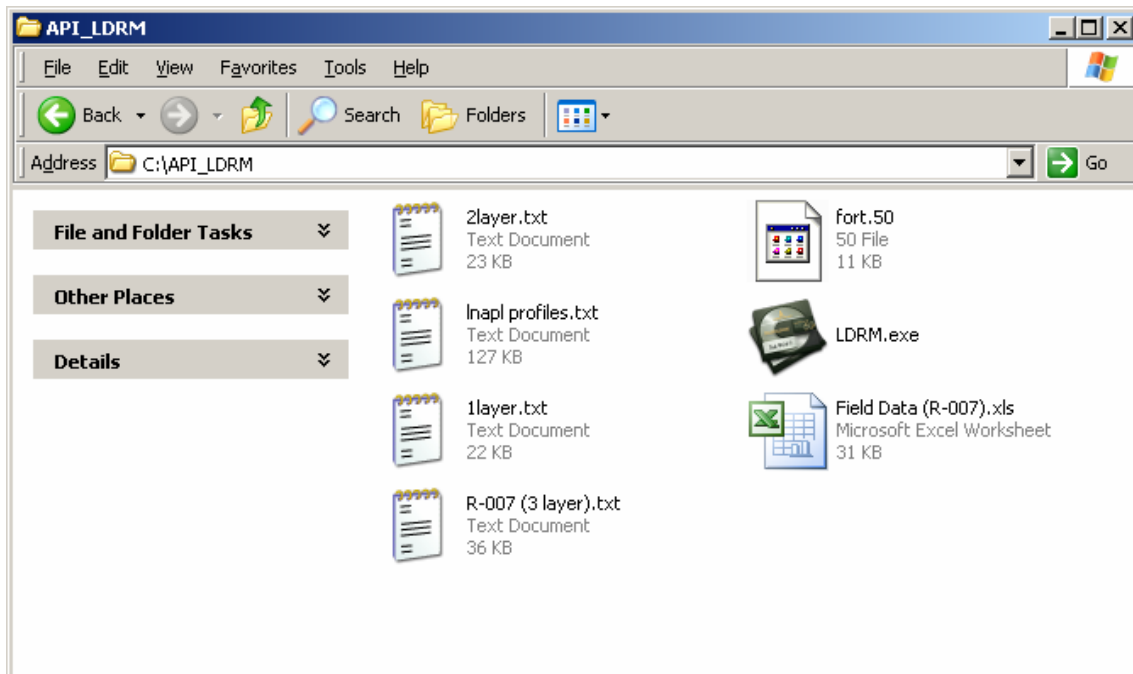 API_LDRM
File Edit View Favorites Tools Help
Back Search Folders
Address C:\API_LDRM Go
File and Folder Tasks
Other Places
Details
2layer.txt
Text Document
23 KB
lnapl profiles.txt
Text Document
127 KB
1layer.txt
Text Document
22 KB
R-007 (3 layer).txt
Text Document
36 KB
fort.50
50 File
11 KB
LDRM.exe
Field Data (R-007).xls
Microsoft Excel Worksheet
31 KB